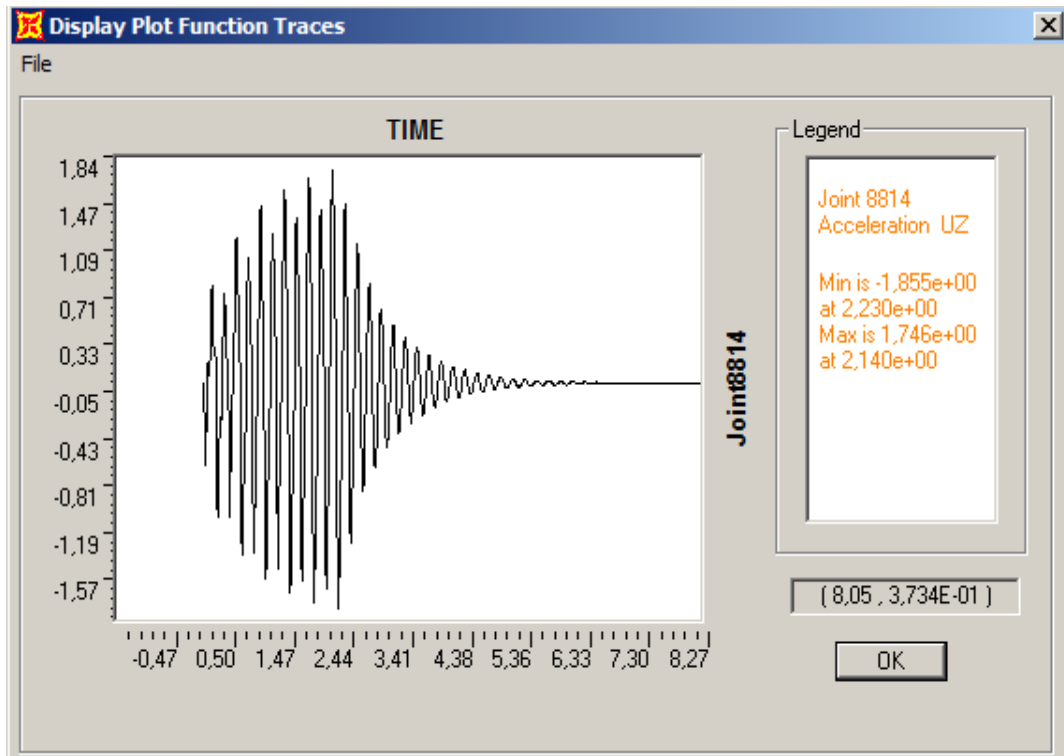 Display Plot Function Traces
File
TIME
1,84
1,47
1,09
0,71
0,33
-0,05
-0,43
-0,81
-1,19
-1,57
-0,47 0,50 1,47 2,44 3,41 4,38 5,36 6,33 7,30 8,27
Joint8814
Legend
Joint 8814
Acceleration UZ
Min is -1,855e+00
at 2,230e+00
Max is 1,746e+00
at 2,140e+00
( 8,05 , 3,734E-01 )
OK